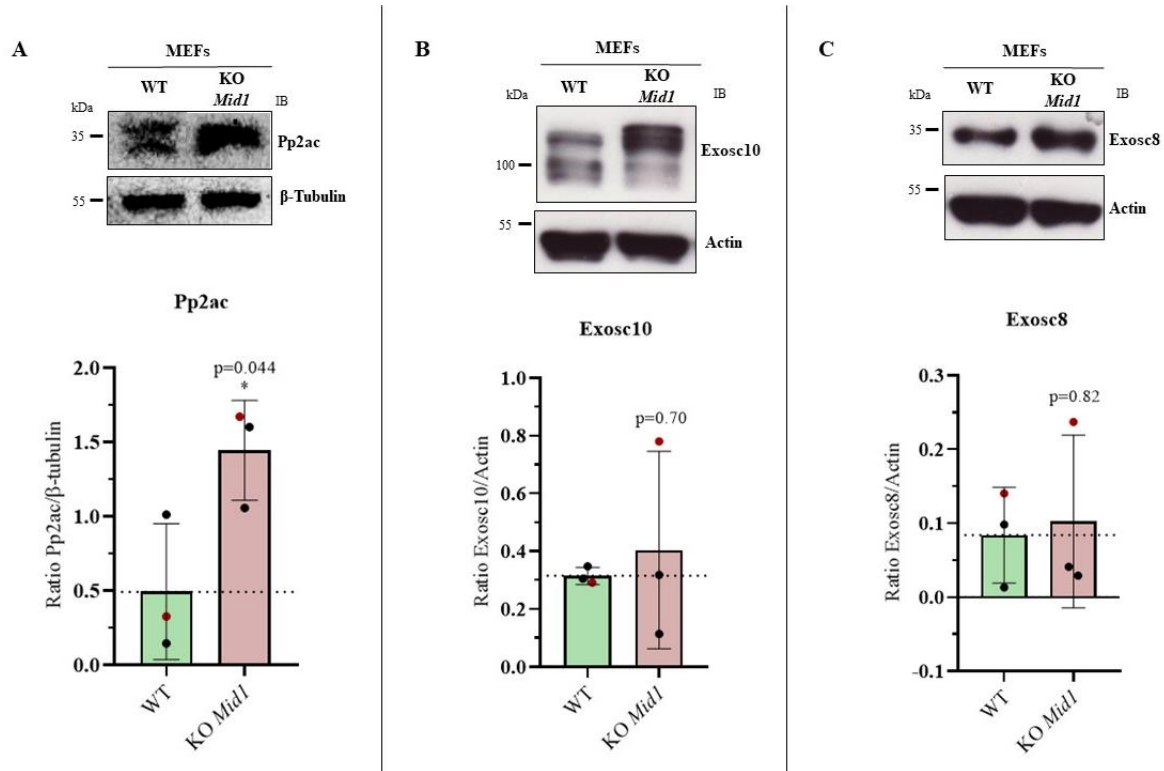 A
MEFs
WT
KO
Mid1
kDa
IB
35
Pp2ac
β-Tubulin
55
Pp2ac
2.0
1.5
1.0
0.5
0.0
p=0.044
*
Ratio Pp2ac/β-tubulin
WT
KO Mid1
B
MEFs
WT
KO
Mid1
kDa
IB
Exosc10
100
55
Actin
Exosc10
1.0
0.8
0.6
0.4
0.2
0.0
p=0.70
Ratio Exosc10/Actin
WT
KO Mid1
C
MEFs
WT
KO
Mid1
kDa
IB
35
Exosc8
55
Actin
Exosc8
0.3
0.2
0.1
0.0
-0.1
p=0.82
Ratio Exosc8/Actin
WT
KO Mid1